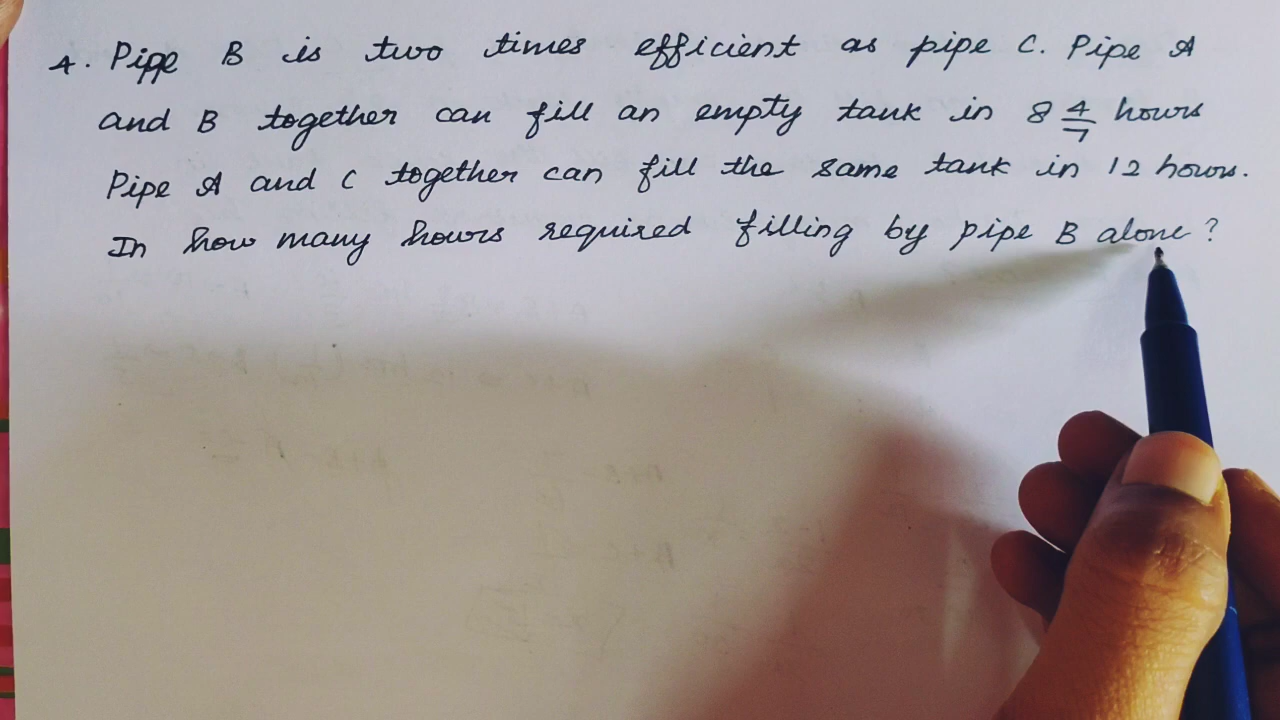 4. Pipe B is two times efficient as pipe C. Pipe A
and B together can fill an empty tank in 8 4/7 hours
Pipe A and C together can fill the same tank in 12 hours.
In how many hours required filling by pipe B alone?